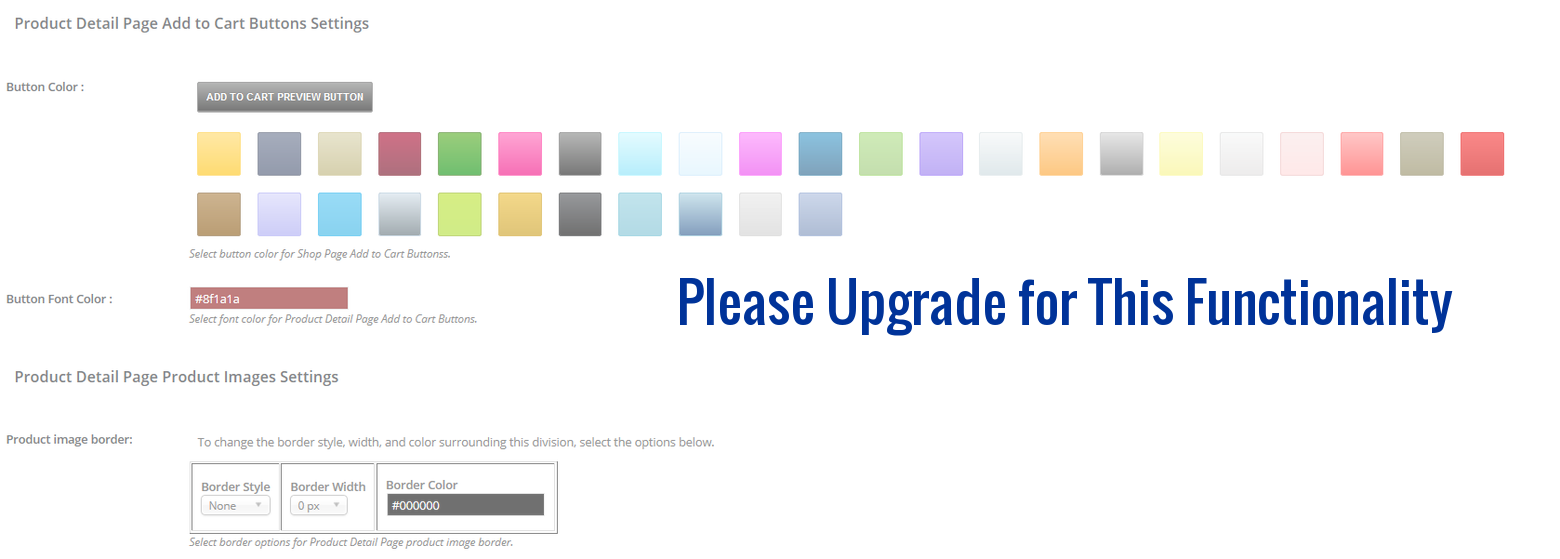 Product Detail Page Add to Cart Buttons Settings
Button Color :
ADD TO CART PREVIEW BUTTON
Select button color for Shop Page Add to Cart Buttonss.
Button Font Color :
#8f1a1a
Select font color for Product Detail Page Add to Cart Buttons.
Please Upgrade for This Functionality
Product Detail Page Product Images Settings
Product image border:
To change the border style, width, and color surrounding this division, select the options below.
Border Style Border Width Border Color
None 0 px #000000
Select border options for Product Detail Page product image border.